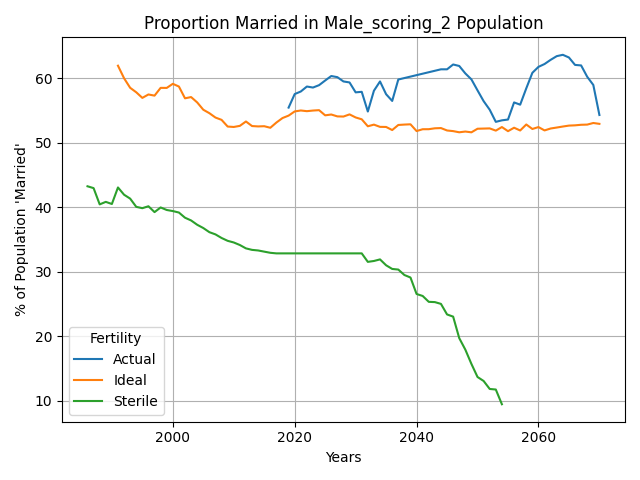 Proportion Married in Male_scoring_2 Population
% of Population 'Married'
60
50
40
30
20
10
Fertility
Actual
Ideal
Sterile
2000
2020
2040
2060
Years